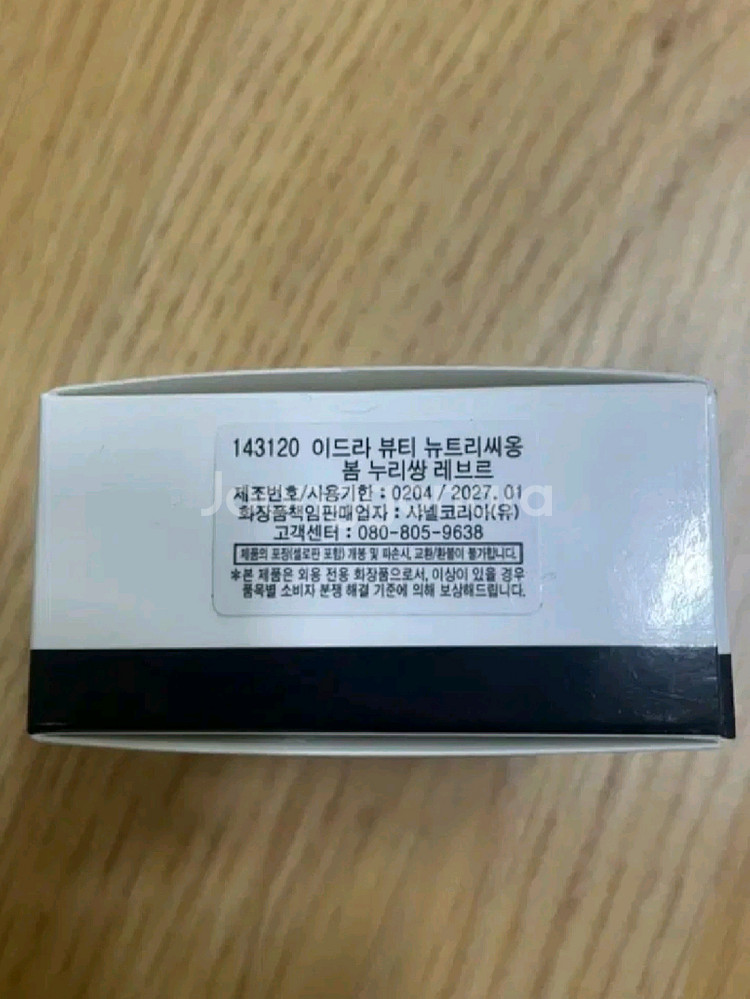 143120 이드라 뷰티 뉴트리씨옹
봄 누리쌍 레브르
제조번호/사용기한 : 0204 / 2027. 01
화장품책임판매업자 : 샤넬코리아(유)
고객센터 : 080-805-9638
제품의 포장(셀로판 포함) 개봉 및 파손시, 교환/환불이 불가합니다.
*본 제품은 외용 전용 화장품으로서, 이상이 있을 경우
품목별 소비자 분쟁 해결 기준에 의해 보상해드립니다.